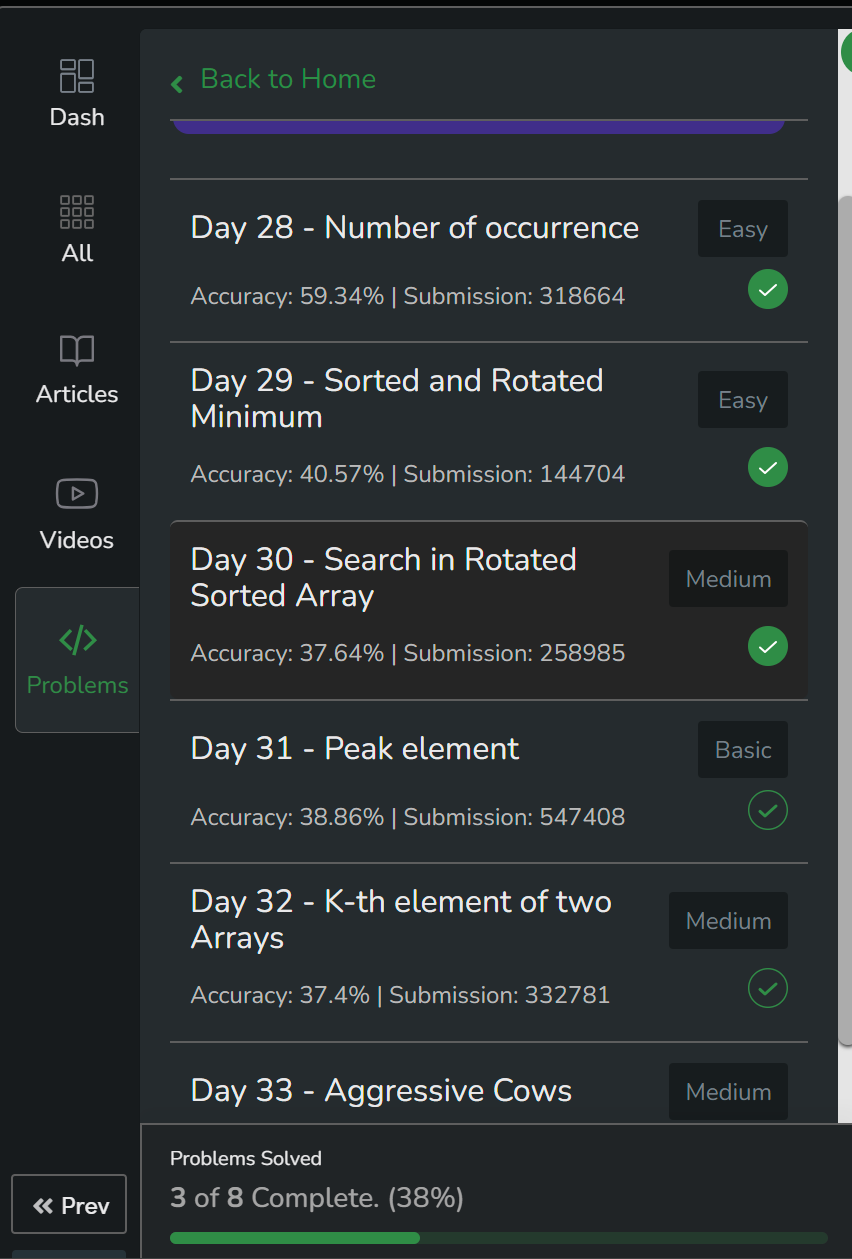 Dash
All
Articles
Videos
Problems
Prev
Back to Home
Day 28 - Number of occurrence
Easy
Accuracy: 59.34% | Submission: 318664
Day 29 - Sorted and Rotated
Minimum
Easy
Accuracy: 40.57% | Submission: 144704
Day 30 - Search in Rotated
Sorted Array
Medium
Accuracy: 37.64% | Submission: 258985
Day 31 - Peak element
Basic
Accuracy: 38.86% | Submission: 547408
Day 32 - K-th element of two
Arrays
Medium
Accuracy: 37.4% | Submission: 332781
Day 33 - Aggressive Cows
Medium
Problems Solved
3 of 8 Complete. (38%)